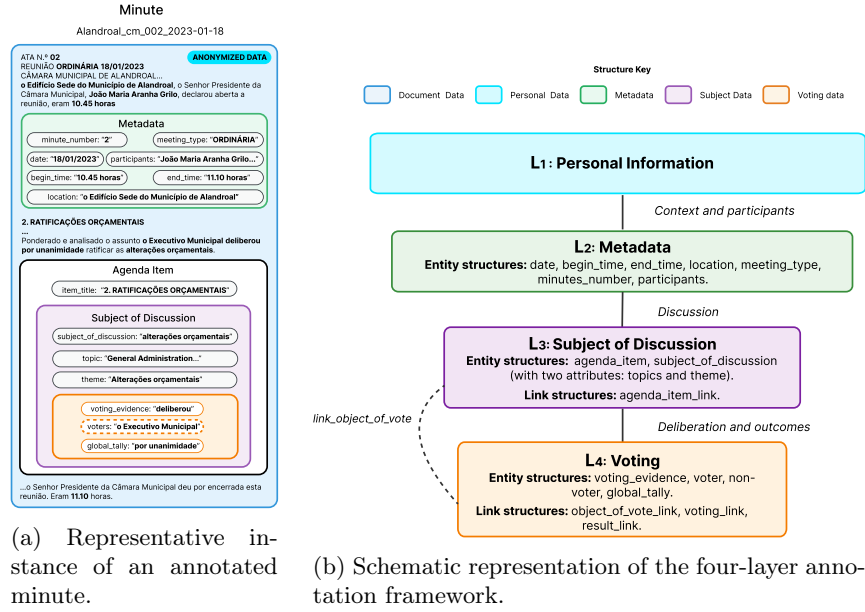 Minute
Alandroal_cm_002_2023-01-18
ATA N.º 02
ANONYMIZED DATA
REUNIÃO ORDINÁRIA 18/01/2023
CÂMARA MUNICIPAL DE ALANDROAL...
o Edifício Sede do Município de Alandroal, o Senhor Presidente da
Câmara Municipal, João Maria Aranha Grilo, declarou aberta a
reunião, eram 10.45 horas
Metadata
minute_number: "2"
meeting_type: "ORDINÁRIA"
date: "18/01/2023"
participants: "João Maria Aranha Grilo..."
begin_time: "10.45 horas"
end_time: "11.10 horas"
location: "o Edifício Sede do Município de Alandroal"
2. RATIFICAÇÕES ORÇAMENTAIS
...
Ponderado e analisado o assunto o Executivo Municipal deliberou
por unanimidade ratificar as alterações orçamentais.
Agenda Item
item_title: "2. RATIFICAÇÕES ORÇAMENTAIS"
Subject of Discussion
subject_of_discussion: "alterações orçamentais"
topic: "General Administration..."
theme: "Alterações orçamentais"
voting_evidence: "deliberou"
voters: "o Executivo Municipal"
global_tally: "por unanimidade"
...o Senhor Presidente da Câmara Municipal deu por encerrada esta
reunião. Eram 11.10 horas.
(a) Representative in-
stance of an annotated
minute.
Structure Key
Document Data
Personal Data
Metadata
Subject Data
Voting data
L1: Personal Information
Context and participants
L2: Metadata
Entity structures: date, begin_time, end_time, location, meeting_type,
minutes_number, participants.
Discussion
L3: Subject of Discussion
Entity structures: agenda_item, subject_of_discussion
(with two attributes: topics and theme).
Link structures: agenda_item_link.
link_object_of_vote
Deliberation and outcomes
L4: Voting
Entity structures: voting_evidence, voter, non-
voter, global_tally.
Link structures: object_of_vote_link, voting_link,
result_link.
(b) Schematic representation of the four-layer anno-
tation framework.